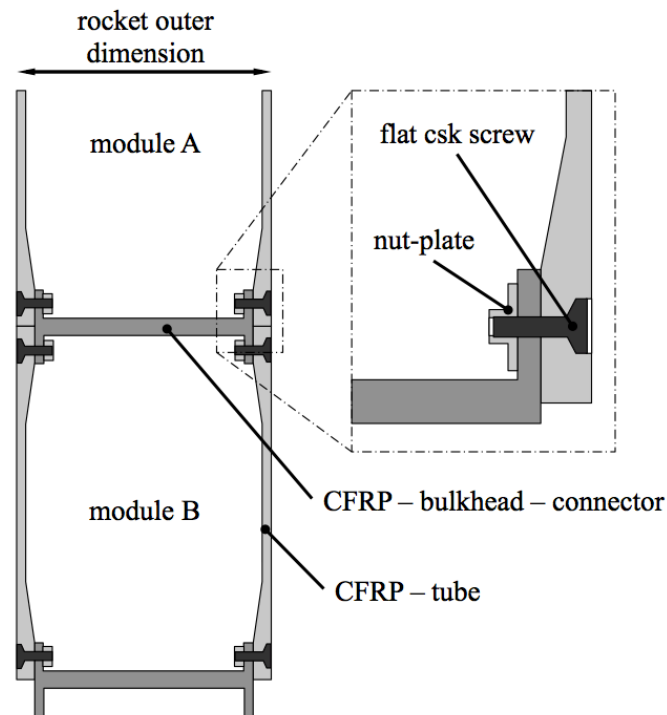 rocket outer
dimension
module A
flat csk screw
nut-plate
CFRP – bulkhead – connector
module B
CFRP – tube